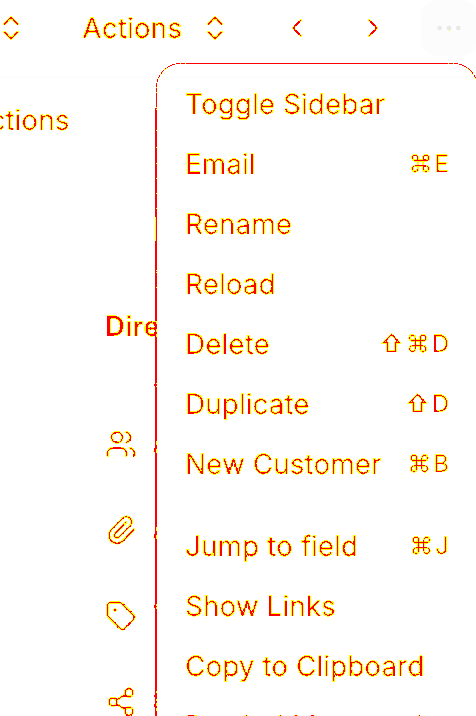 Actions
ctions
Toggle Sidebar
Email ⌘E
Rename
Reload
Dire
Delete ⇧⌘D
Duplicate ⇧D
New Customer ⌘B
Jump to field ⌘J
Show Links
Copy to Clipboard